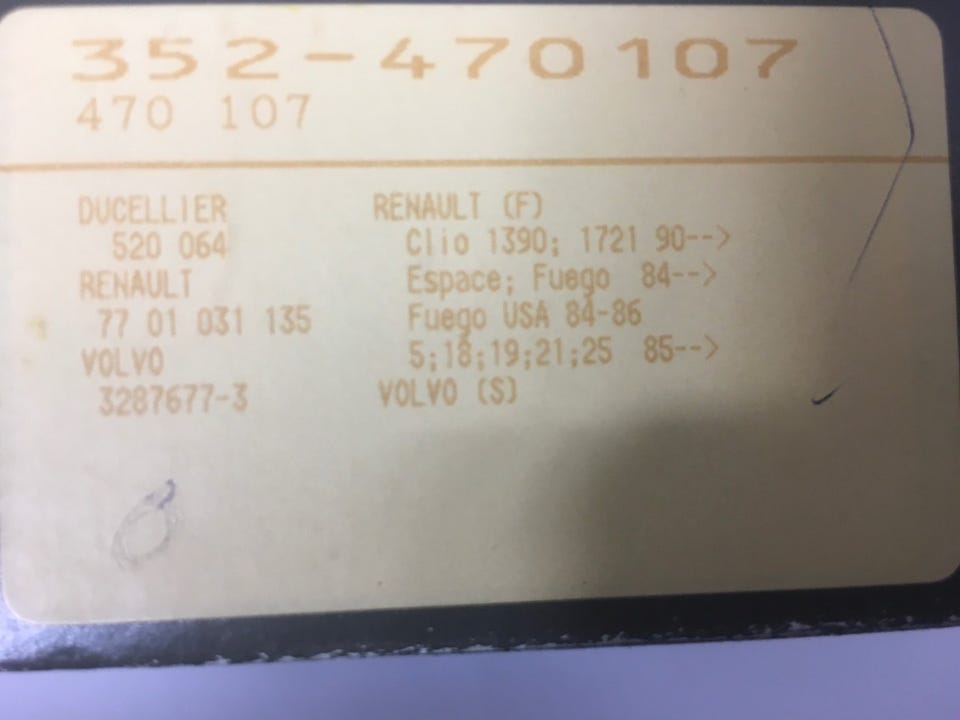 352-470107
470 107
DUCELLIER
520 064
RENAULT
77 01 031 135
VOLVO
3287677-3
RENAULT (F)
Clio 1390; 1721 90-->
Espace; Fuego 84-->
Fuego USA 84-86
5;18;19;21;25 85-->
VOLVO (S)